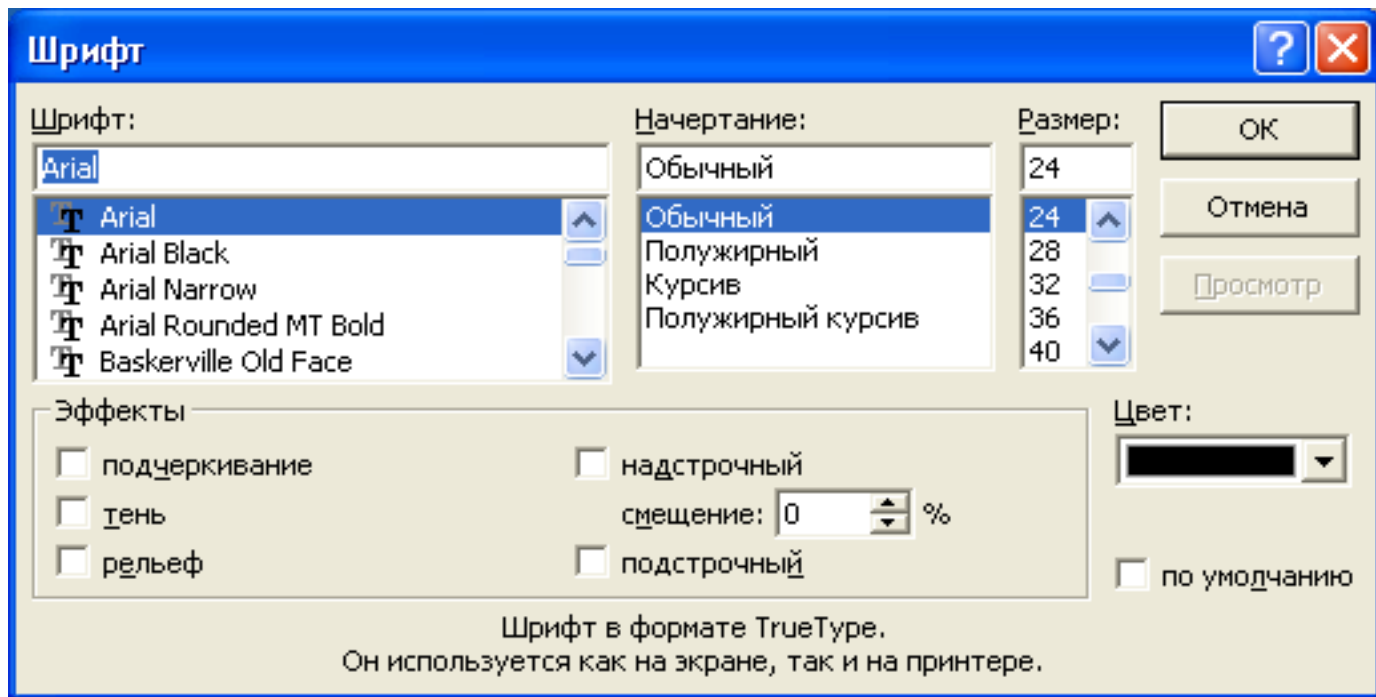 Шрифт
Шрифт:
Начертание:
Размер:
ОК
Arial
Обычный
24
Отмена
Arial
Обычный
24
Arial Black
Полужирный
28
Просмотр
Arial Narrow
Курсив
32
Arial Rounded MT Bold
Полужирный курсив
36
Baskerville Old Face
40
Эффекты
Цвет:
подчеркивание
надстрочный
тень
смещение: 0 %
рельеф
подстрочный
по умолчанию
Шрифт в формате TrueType.
Он используется как на экране, так и на принтере.